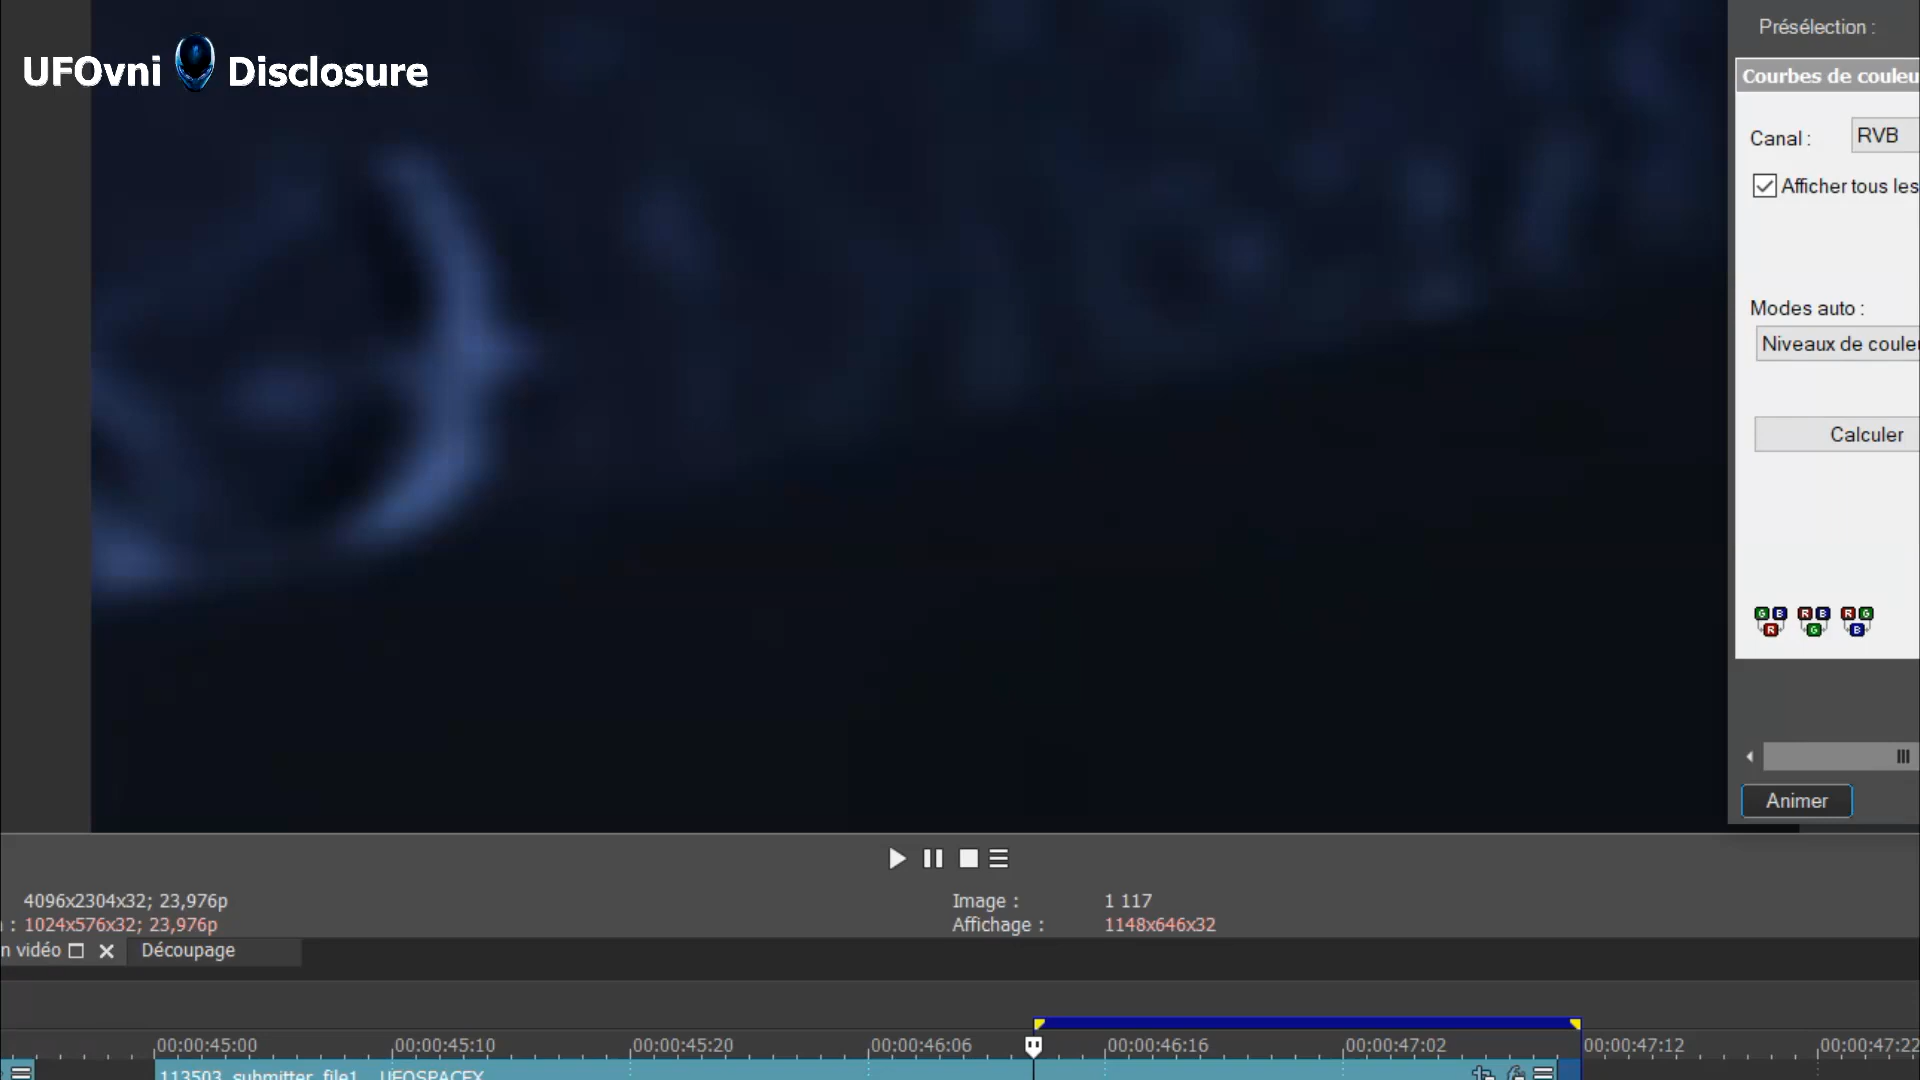 UFOvni Disclosure
Présélection :
Courbes de couleu
Canal : RVB
Afficher tous les
Modes auto :
Niveaux de couleu
Calculer
G B R
R B G
R G B
Animer
4096x2304x32; 23,976p
: 1024x576x32; 23,976p
Image : 1 117
Affichage : 1148x646x32
n vidéo Découpage
00:00:45:00 00:00:45:10 00:00:45:20 00:00:46:06 00:00:46:16 00:00:47:02 00:00:47:12 00:00:47:22
113503_submitter_file1__UFOSPACEX